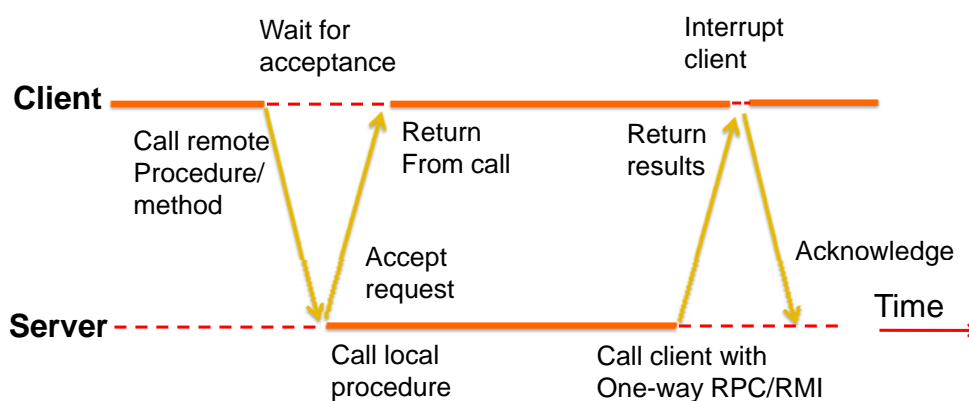 Wait for
acceptance
Interrupt
client
Client
Call remote
Procedure/
method
Return
From call
Return
results
Accept
request
Acknowledge
Time
Server
Call local
procedure
Call client with
One-way RPC/RMI